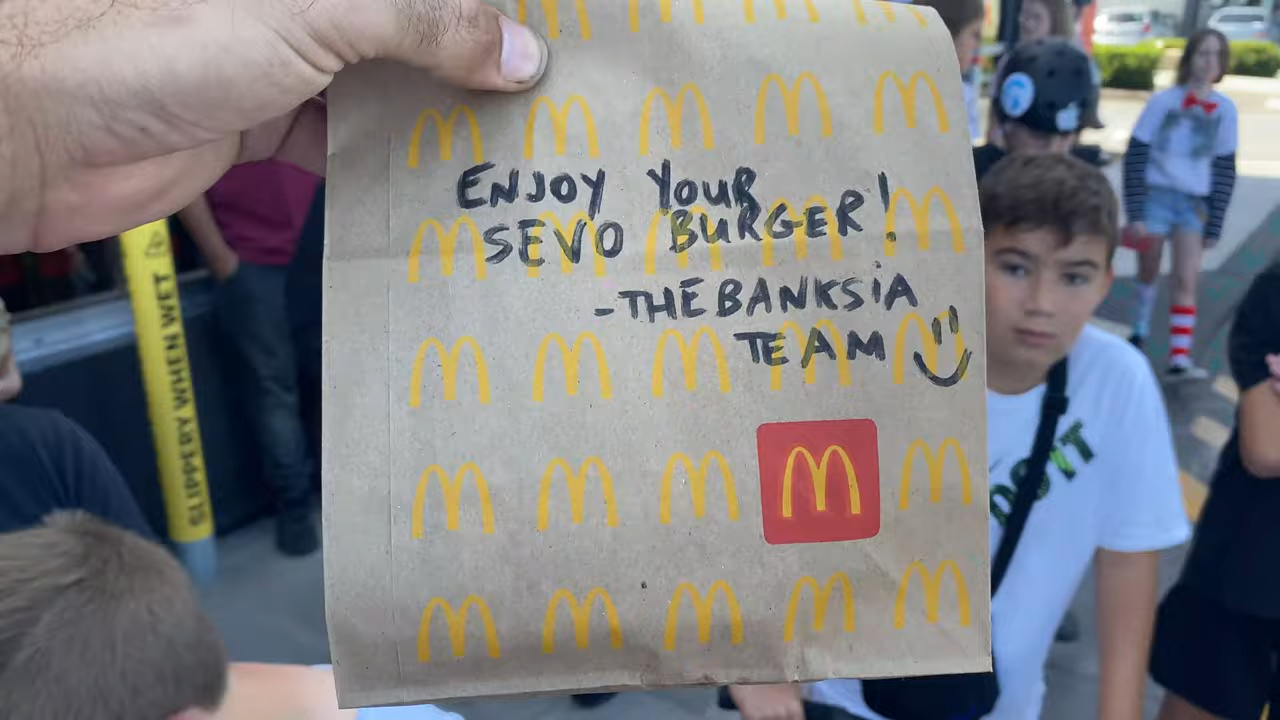 ENJOY YOUR
SEVO BURGER!
-THE BANKSiA
TEAM
SLIPPERY WHEN WET